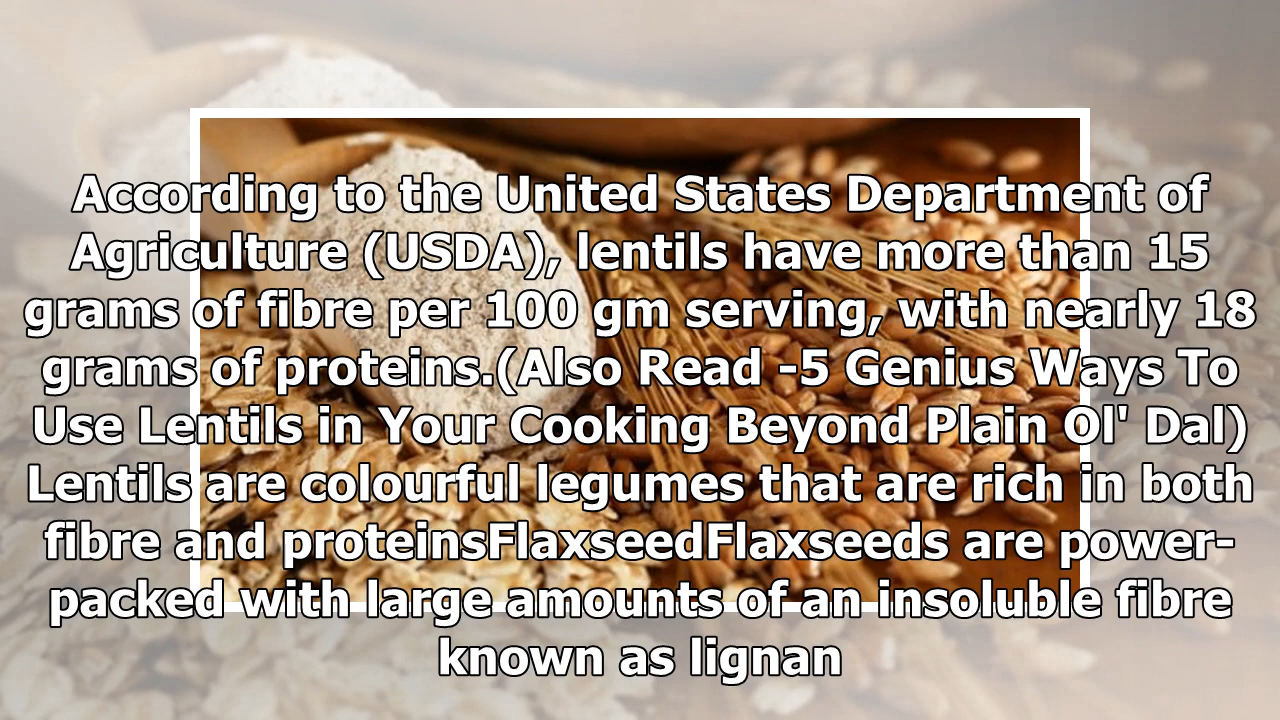 According to the United States Department of
Agriculture (USDA), lentils have more than 15
grams of fibre per 100 gm serving, with nearly 18
grams of proteins.(Also Read -5 Genius Ways To
Use Lentils in Your Cooking Beyond Plain Ol' Dal)
Lentils are colourful legumes that are rich in both
fibre and proteinsFlaxseedFlaxseeds are power-
packed with large amounts of an insoluble fibre
known as lignan